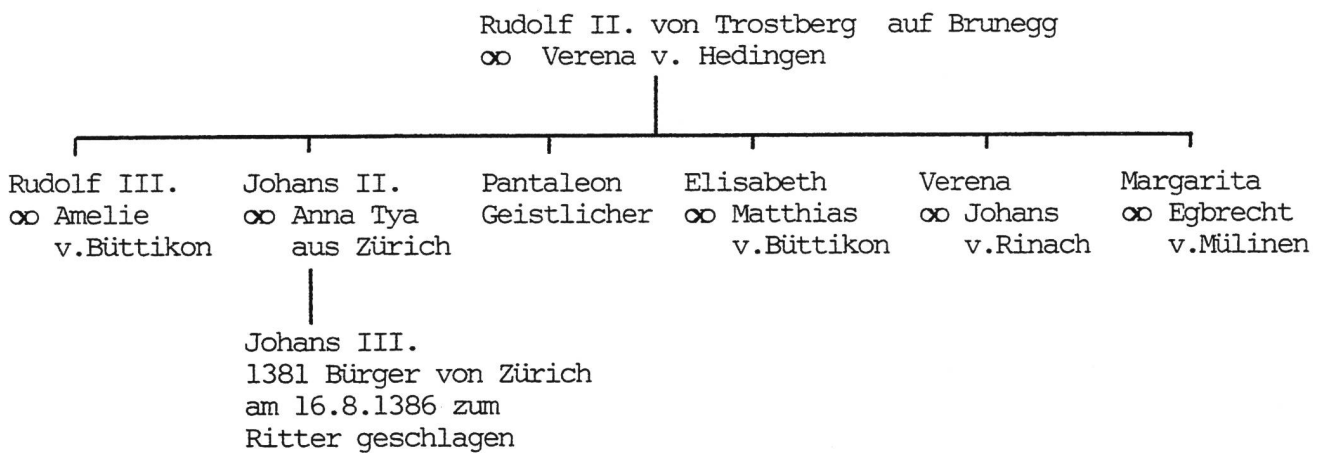 Rudolf II. von Trostberg auf Brunegg
∞ Verena v. Hedingen
Rudolf III.
∞ Amelie
v.Büttikon
Johans II.
∞ Anna Tya
aus Zürich
Pantaleon
Geistlicher
Elisabeth
∞ Matthias
v.Büttikon
Verena
∞ Johans
v.Rinach
Margarita
∞ Egbrecht
v.Mülinen
Johans III.
1381 Bürger von Zürich
am 16.8.1386 zum
Ritter geschlagen